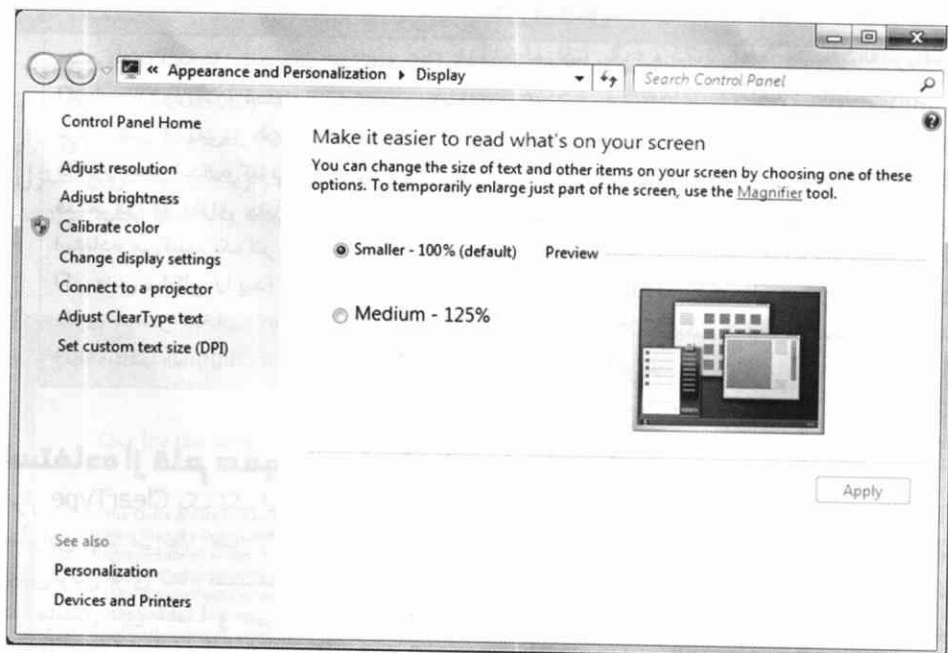 « Appearance and Personalization ▸ Display
Search Control Panel
Control Panel Home
Adjust resolution
Adjust brightness
Calibrate color
Change display settings
Connect to a projector
Adjust ClearType text
Set custom text size (DPI)
See also
Personalization
Devices and Printers
Make it easier to read what's on your screen
You can change the size of text and other items on your screen by choosing one of these
options. To temporarily enlarge just part of the screen, use the Magnifier tool.
Smaller - 100% (default) Preview
Medium - 125%
Apply